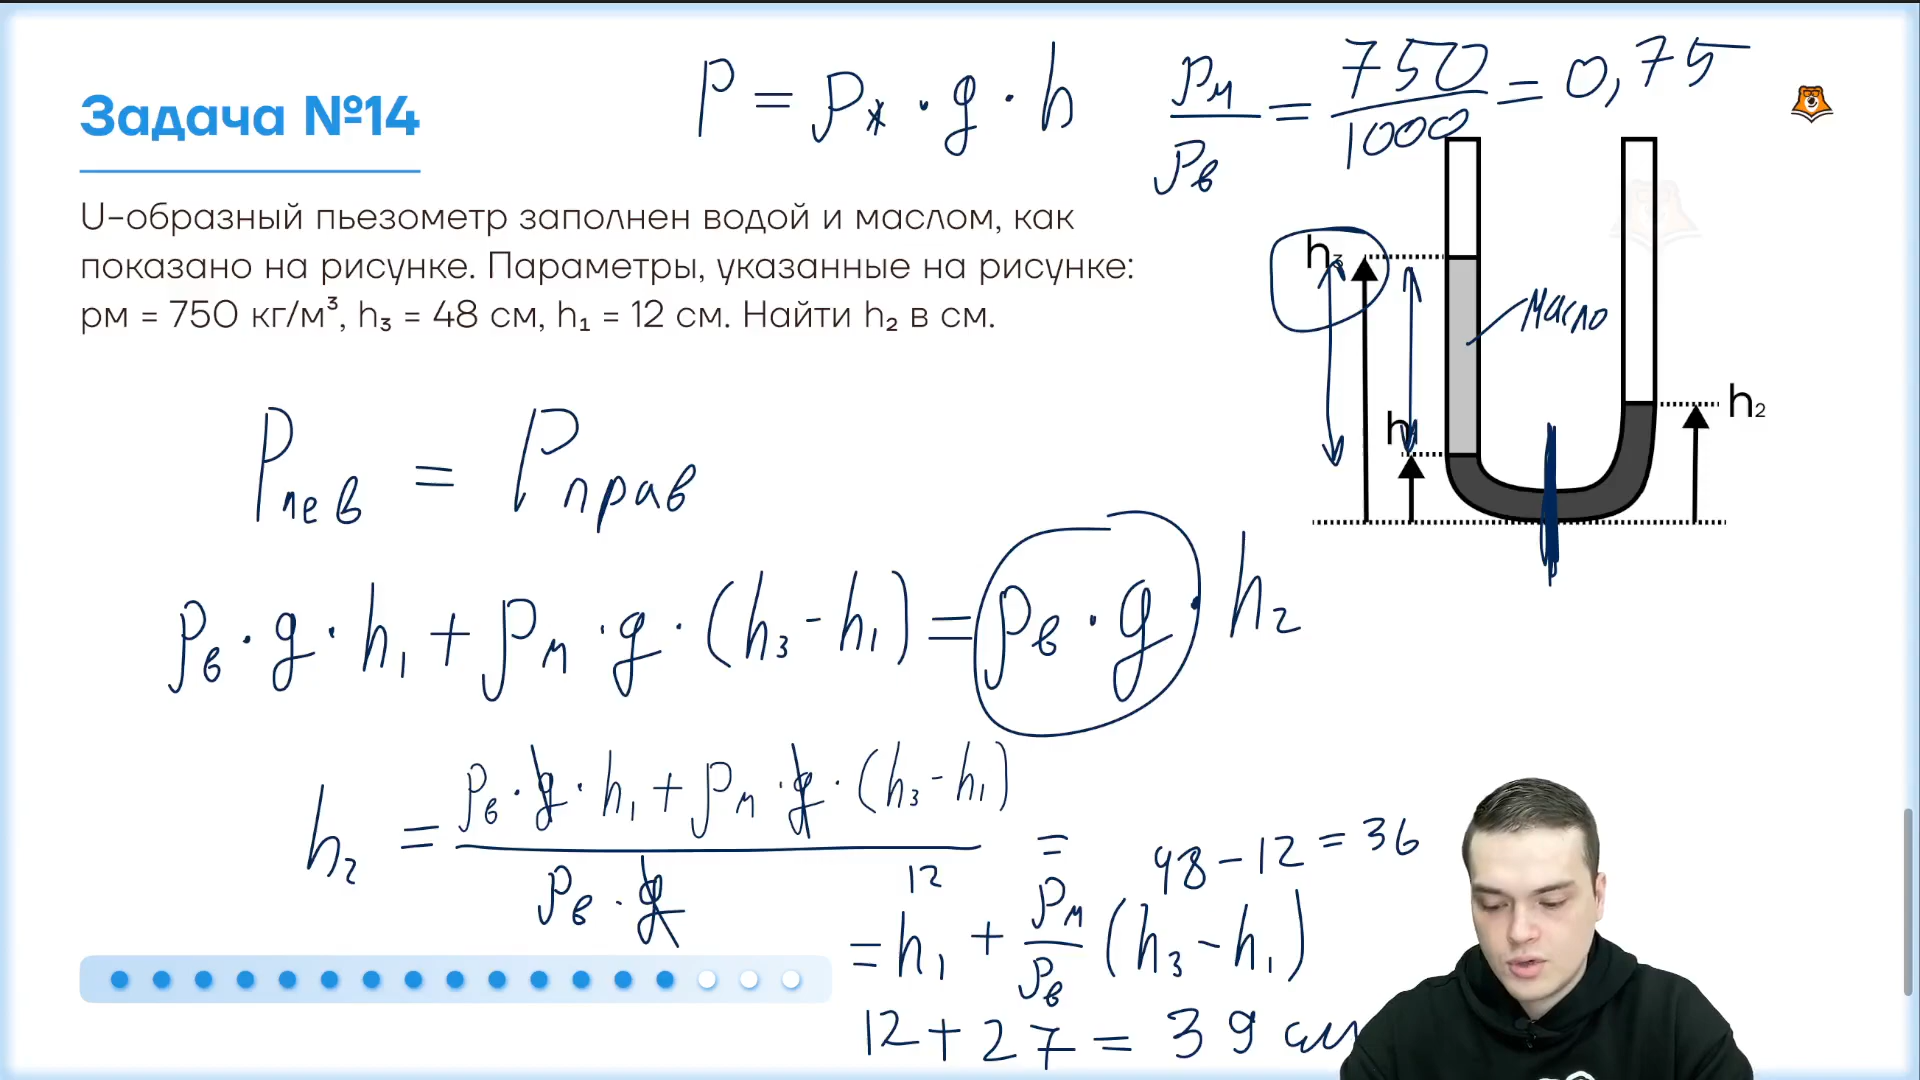 Задача №14
P = ρж · g · h
ρм / ρв = 750 / 1000 = 0,75
U-образный пьезометр заполнен водой и маслом, как
показано на рисунке. Параметры, указанные на рисунке:
ρм = 750 кг/м³, h₃ = 48 см, h₁ = 12 см. Найти h₂ в см.
h₃
масло
h₂
h
Pлев = Pправ
ρв · g · h₁ + ρм · g · (h₃ - h₁) = ρв · g · h₂
h₂ = (ρв · g · h₁ + ρм · g · (h₃ - h₁)) / (ρв · g) =
48 - 12 = 36
12
= h₁ + ρм / ρв (h₃ - h₁)
12 + 27 = 39 см